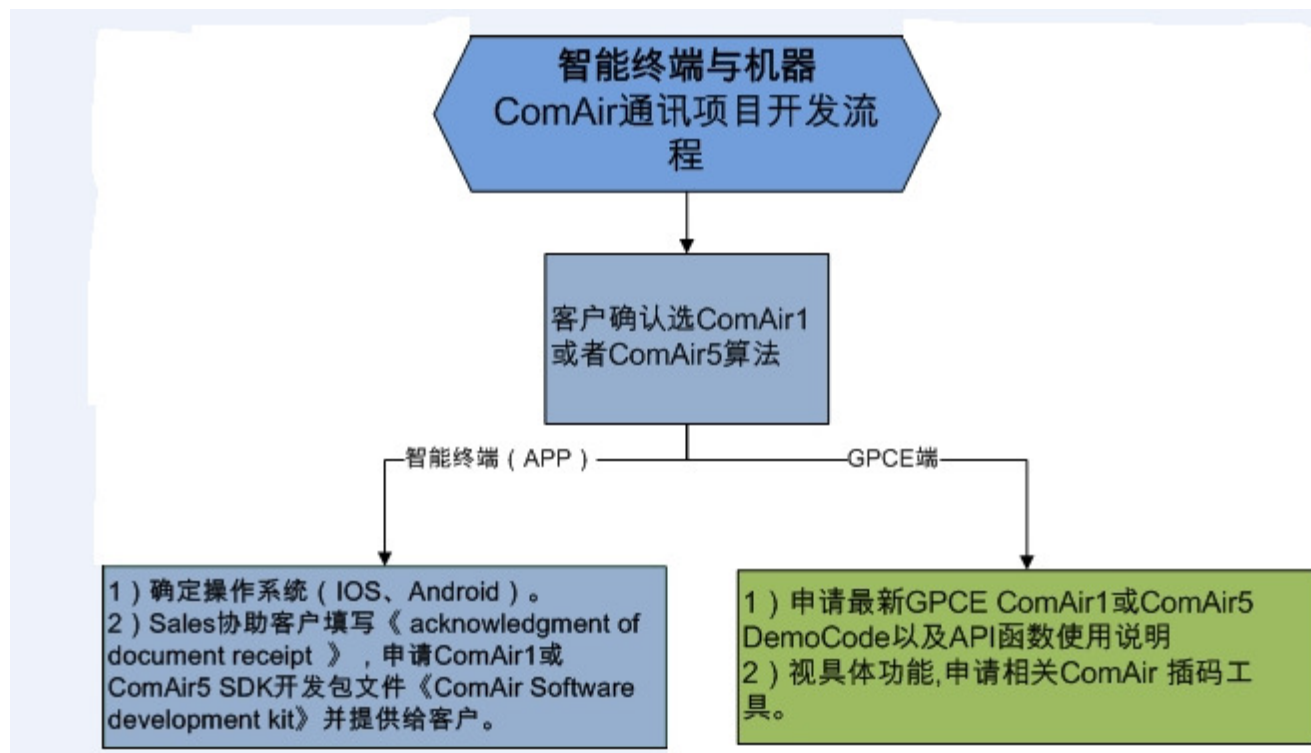 智能终端与机器
ComAir通讯项目开发流
程
客户确认选ComAir1
或者ComAir5算法
智能终端（APP）
GPCE端
1）确定操作系统（IOS、Android）。
2）Sales协助客户填写《 acknowledgment of
document receipt 》，申请ComAir1或
ComAir5 SDK开发包文件《ComAir Software
development kit》并提供给客户。
1）申请最新GPCE ComAir1或ComAir5
DemoCode以及API函数使用说明
2）视具体功能,申请相关ComAir 插码工
具。